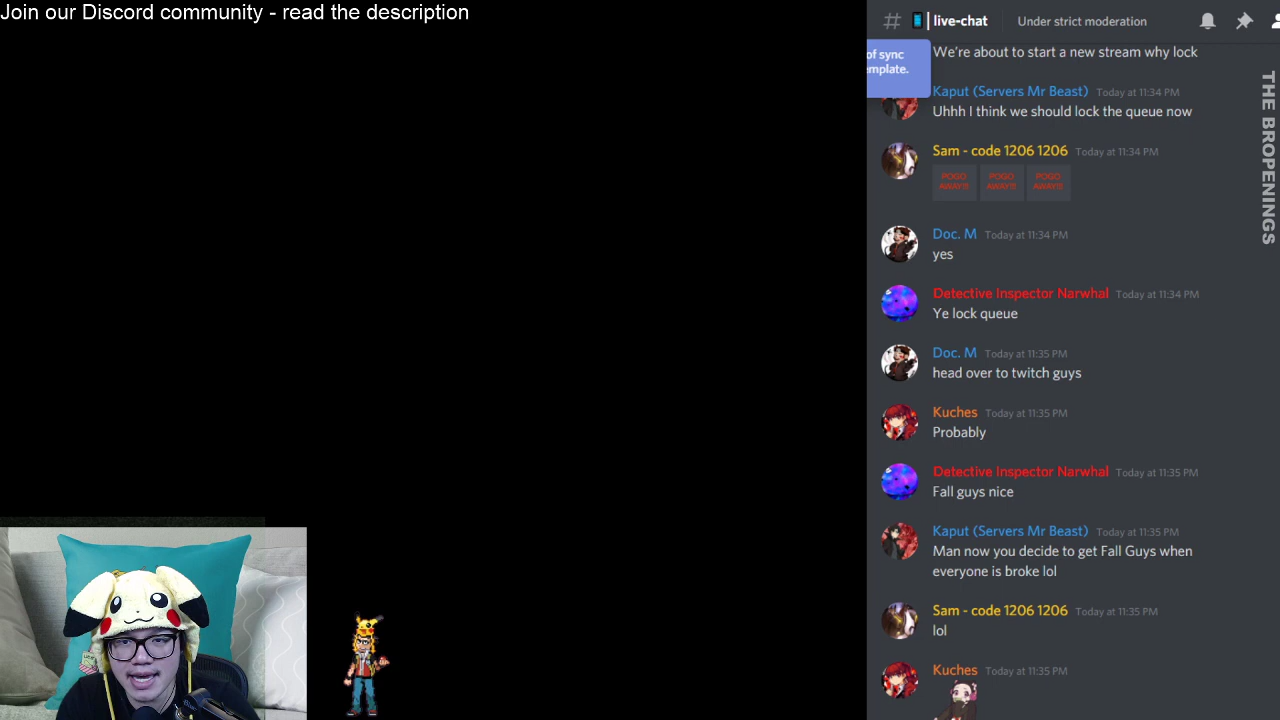 Join our Discord community - read the description
# | live-chat
Under strict moderation
of sync
emplate.
We're about to start a new stream why lock
Kaput (Servers Mr Beast) Today at 11:34 PM
Uhhh I think we should lock the queue now
Sam - code 1206 1206 Today at 11:34 PM
POGO POGO POGO
AWAY!!! AWAY!!! AWAY!!!
Doc. M Today at 11:34 PM
yes
Detective Inspector Narwhal Today at 11:34 PM
Ye lock queue
Doc. M Today at 11:35 PM
head over to twitch guys
Kuches Today at 11:35 PM
Probably
Detective Inspector Narwhal Today at 11:35 PM
Fall guys nice
Kaput (Servers Mr Beast) Today at 11:35 PM
Man now you decide to get Fall Guys when
everyone is broke lol
Sam - code 1206 1206 Today at 11:35 PM
lol
Kuches Today at 11:35 PM
THE BROPENINGS